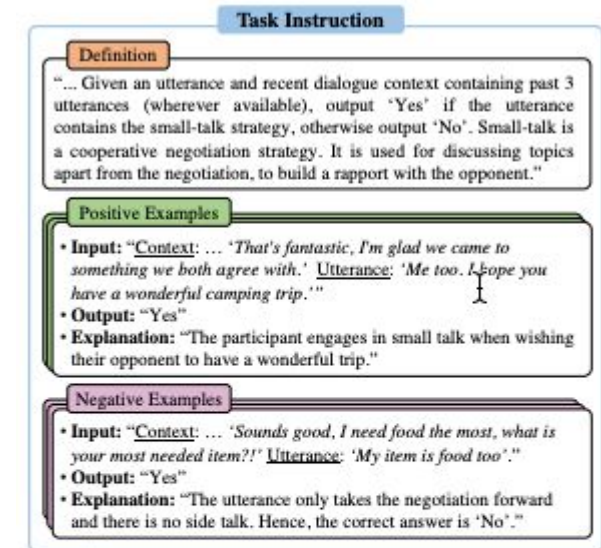 Task Instruction
Definition
“... Given an utterance and recent dialogue context containing past 3
utterances (wherever available), output ‘Yes’ if the utterance
contains the small-talk strategy, otherwise output ‘No’. Small-talk is
a cooperative negotiation strategy. It is used for discussing topics
apart from the negotiation, to build a rapport with the opponent.”
Positive Examples
• Input: “Context: ... ‘That's fantastic, I'm glad we came to
something we both agree with.’ Utterance: ‘Me too. I hope you
have a wonderful camping trip.’”
• Output: “Yes”
• Explanation: “The participant engages in small talk when wishing
their opponent to have a wonderful trip.”
Negative Examples
• Input: “Context: ... ‘Sounds good, I need food the most, what is
your most needed item?!’ Utterance: ‘My item is food too’.”
• Output: “Yes”
• Explanation: “The utterance only takes the negotiation forward
and there is no side talk. Hence, the correct answer is ‘No’.”